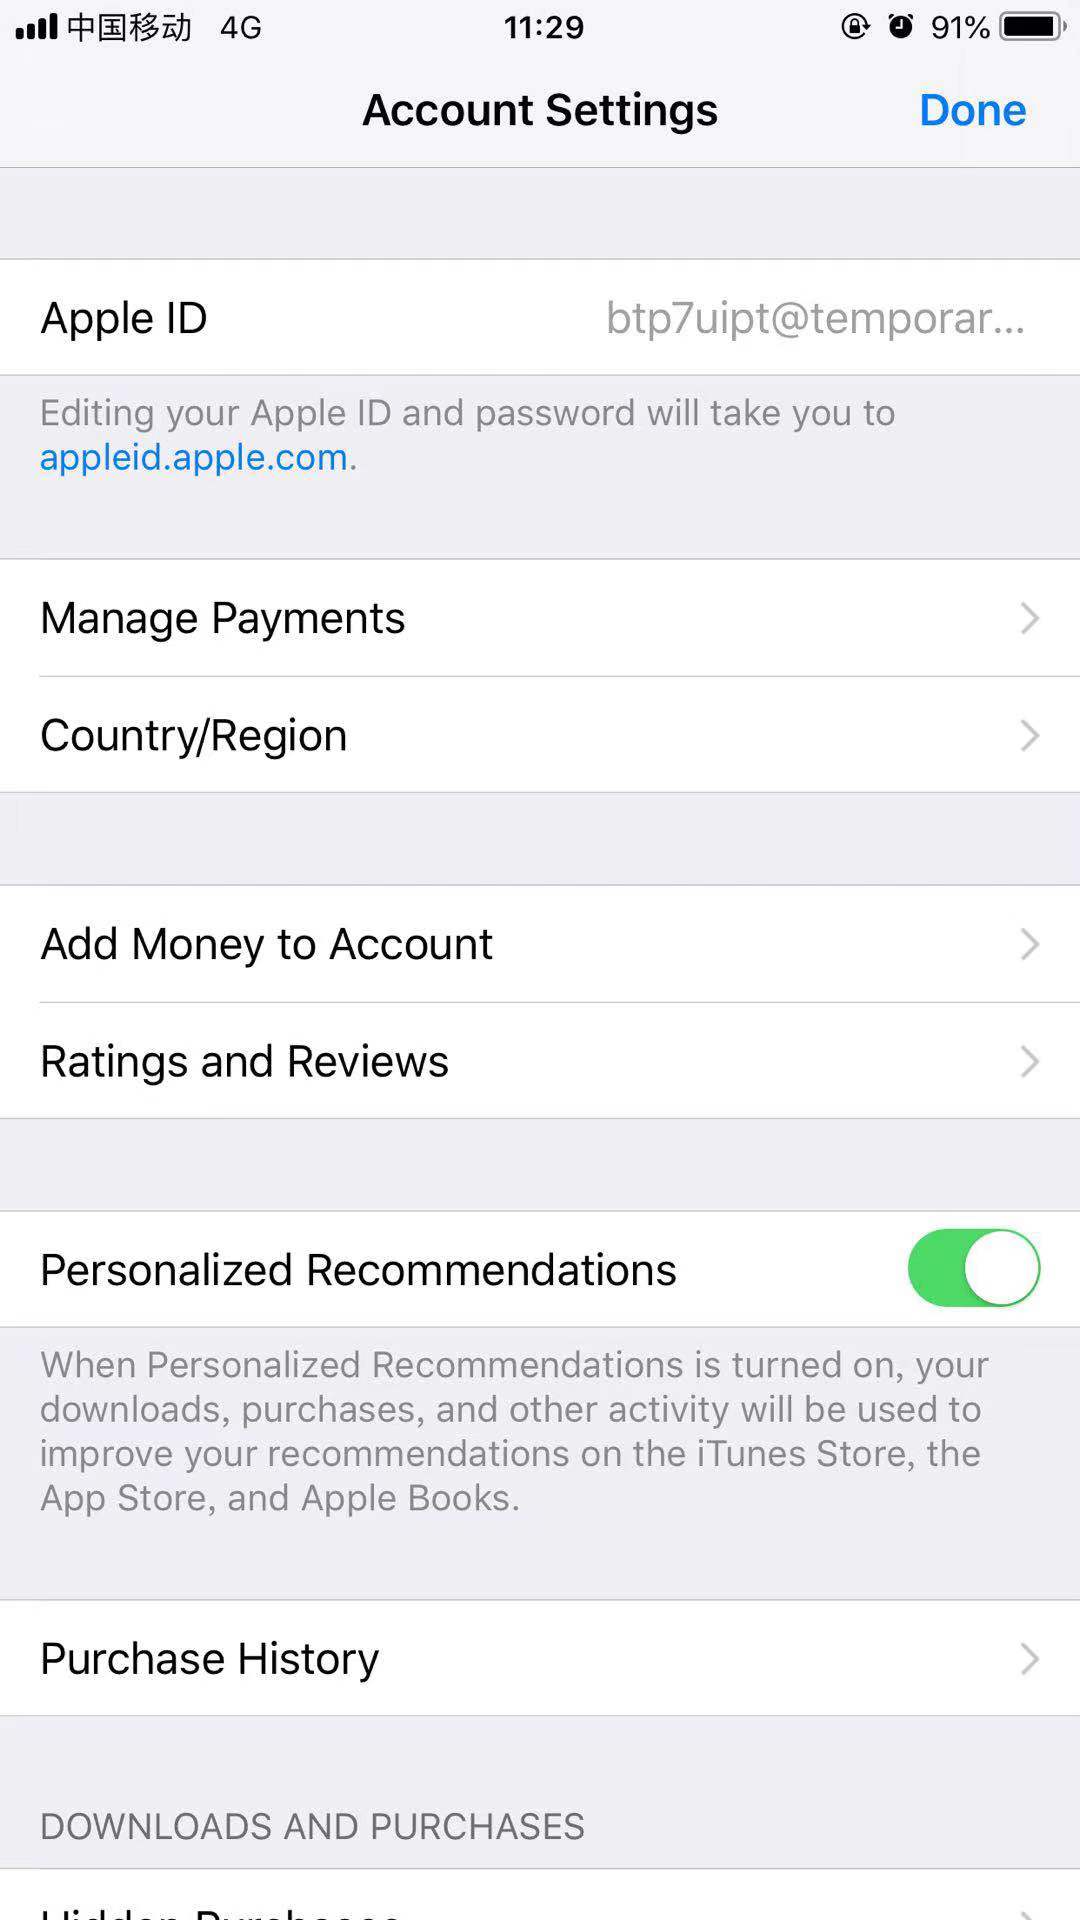 中国移动 4G 11:29 91%
Account Settings Done
Apple ID btp7uipt@temporar...
Editing your Apple ID and password will take you to
appleid.apple.com.
Manage Payments
Country/Region
Add Money to Account
Ratings and Reviews
Personalized Recommendations
When Personalized Recommendations is turned on, your
downloads, purchases, and other activity will be used to
improve your recommendations on the iTunes Store, the
App Store, and Apple Books.
Purchase History
DOWNLOADS AND PURCHASES
Hidden Purchases